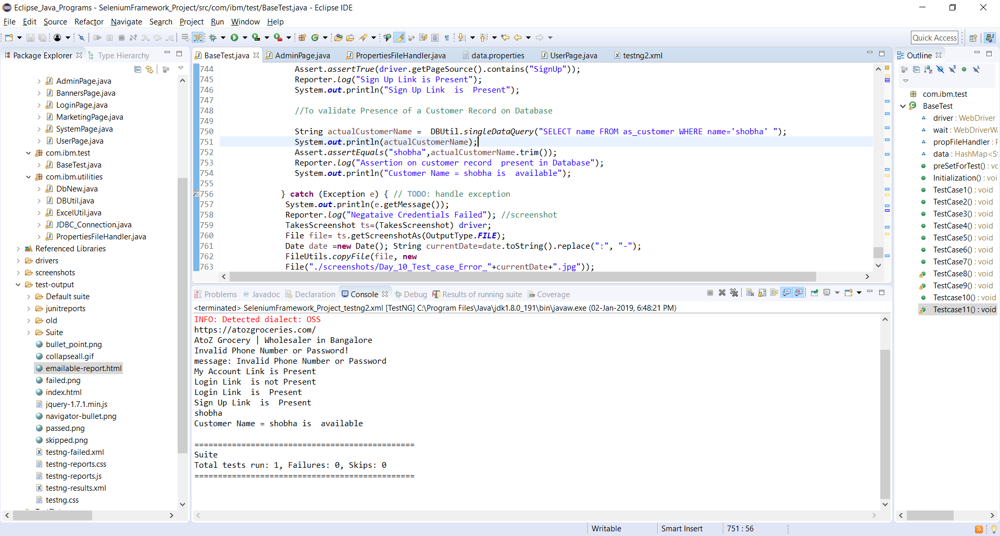 Eclipse_Java_Programs - SeleniumFramework_Project/src/com/ibm/test/BaseTest.java - Eclipse IDE
File Edit Source Refactor Navigate Search Project Run Window Help
Quick Access
Package Explorer Type Hierarchy
AdminPage.java
BannersPage.java
LoginPage.java
MarketingPage.java
SystemPage.java
UserPage.java
com.ibm.test
BaseTest.java
com.ibm.utilities
DbNew.java
DBUtil.java
ExcelUtil.java
JDBC_Connection.java
PropertiesFileHandler.java
Referenced Libraries
drivers
screenshots
test-output
Default suite
junitreports
old
Suite
bullet_point.png
collapseall.gif
emailable-report.html
failed.png
index.html
jquery-1.7.1.min.js
navigator-bullet.png
passed.png
skipped.png
testng-failed.xml
testng-reports.css
testng-reports.js
testng-results.xml
testng.css
BaseTest.java AdminPage.java PropertiesFileHandler.java data.properties UserPage.java testng2.xml
744 Assert.assertTrue(driver.getPageSource().contains("SignUp"));
745 Reporter.log("Sign Up Link is Present");
746 System.out.println("Sign Up Link  is  Present");
747
748 //To validate Presence of a Customer Record on Database
749
750 String actualCustomerName =  DBUtil.singleDataQuery("SELECT name FROM as_customer WHERE name='shobha' ");
751 System.out.println(actualCustomerName);
752 Assert.assertEquals("shobha",actualCustomerName.trim());
753 Reporter.log("Assertion on customer record  present in Database");
754 System.out.println("Customer Name = shobha is  available");
755
756 } catch (Exception e) { // TODO: handle exception
757 System.out.println(e.getMessage());
758 Reporter.log("Negataive Credentials Failed"); //screenshot
759 TakesScreenshot ts=(TakesScreenshot) driver;
760 File file= ts.getScreenshotAs(OutputType.FILE);
761 Date date =new Date(); String currentDate=date.toString().replace(":", "-");
762 FileUtils.copyFile(file, new
763 File("./screenshots/Day_10_Test_case_Error_"+currentDate+".jpg"));
Problems @ Javadoc Declaration Console Debug Results of running suite Coverage
<terminated> SeleniumFramework_Project_testng2.xml [TestNG] C:\Program Files\Java\jdk1.8.0_191\bin\javaw.exe (02-Jan-2019, 6:48:21 PM)
INFO: Detected dialect: OSS
https://atozgroceries.com/
AtoZ Grocery | Wholesaler in Bangalore
Invalid Phone Number or Password!
message: Invalid Phone Number or Password
My Account Link is Present
Login Link  is not Present
Login Link  is  Present
Sign Up Link  is  Present
shobha
Customer Name = shobha is  available
===============================================
Suite
Total tests run: 1, Failures: 0, Skips: 0
===============================================
Outline
com.ibm.test
BaseTest
driver : WebDriver
wait : WebDriverWa
propFileHandler : P
data : HashMap<St
preSetForTest() : vo
Initialization() : voi
TestCase1() : void
TestCase2() : void
TestCase3() : void
TestCase4() : void
TestCase5() : void
TestCase6() : void
TestCase7() : void
TestCase8() : void
TestCase9() : void
Testcase10() : void
Testcase11() : void
Writable Smart Insert 751 : 56